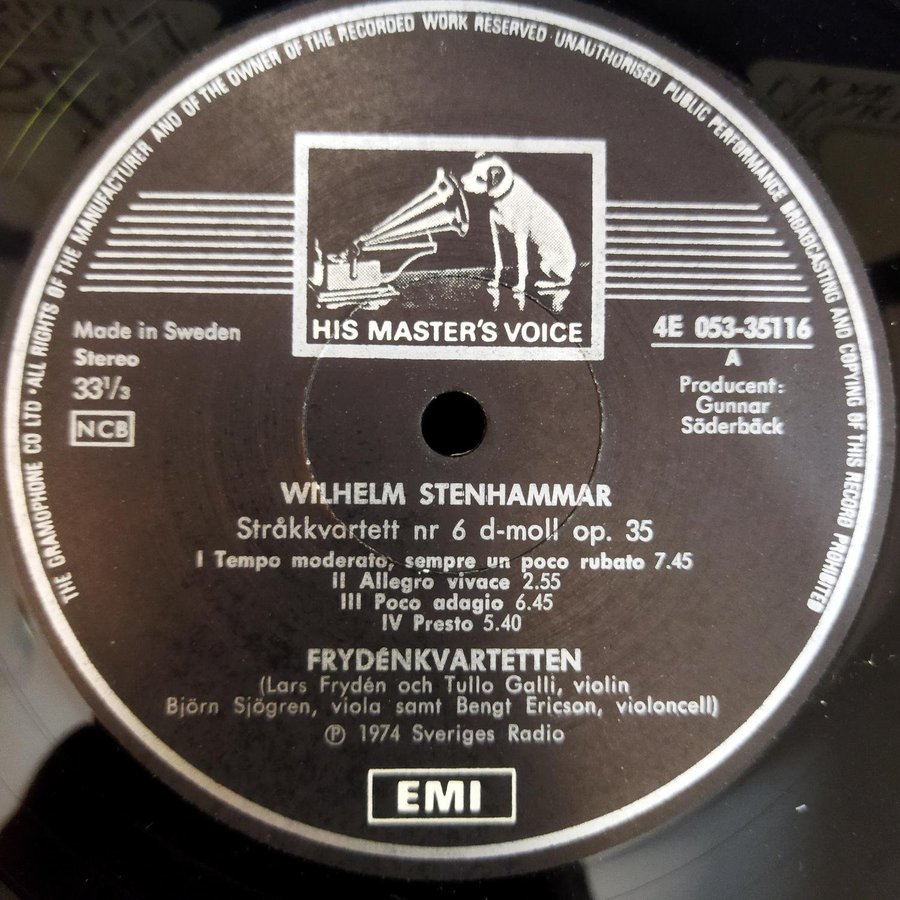 THE GRAMOPHONE CO LTD · ALL RIGHTS OF THE MANUFACTURER AND OF THE OWNER OF THE RECORDED WORK RESERVED · UNAUTHORISED PUBLIC PERFORMANCE BROADCASTING AND COPYING OF THIS RECORD PROHIBITED
HIS MASTER'S VOICE
Made in Sweden
Stereo
33 1/3
NCB
4E 053-35116
A
Producent:
Gunnar
Söderbäck
WILHELM STENHAMMAR
Stråkkvartett nr 6 d-moll op. 35
I Tempo moderato, sempre un poco rubato 7.45
II Allegro vivace 2.55
III Poco adagio 6.45
IV Presto 5.40
FRYDÉNKVARTETTEN
(Lars Frydén och Tullo Galli, violin
Björn Sjögren, viola samt Bengt Ericson, violoncell)
℗ 1974 Sveriges Radio
EMI